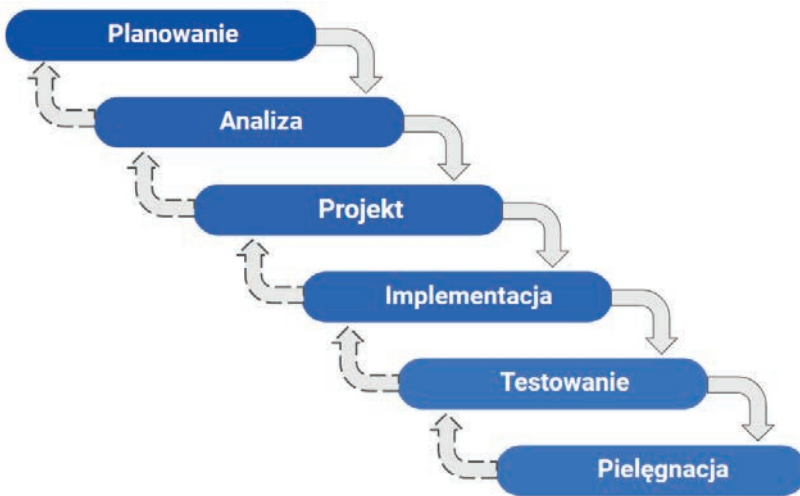 Planowanie
Analiza
Projekt
Implementacja
Testowanie
Pielęgnacja